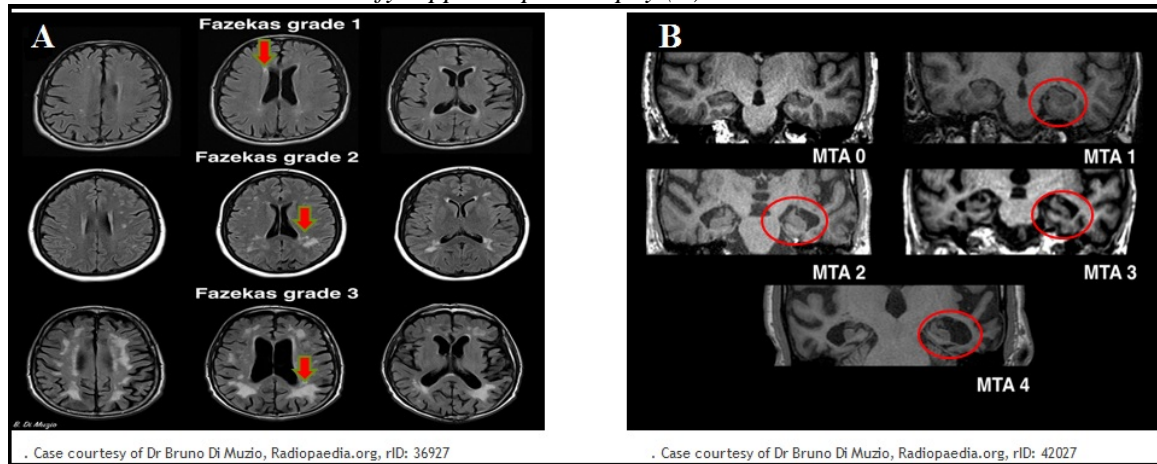 A
Fazekas grade 1
Fazekas grade 2
Fazekas grade 3
B. Di Muzio
. Case courtesy of Dr Bruno Di Muzio, Radiopaedia.org, rID: 36927
B
MTA 0
MTA 1
MTA 2
MTA 3
MTA 4
. Case courtesy of Dr Bruno Di Muzio, Radiopaedia.org, rID: 42027